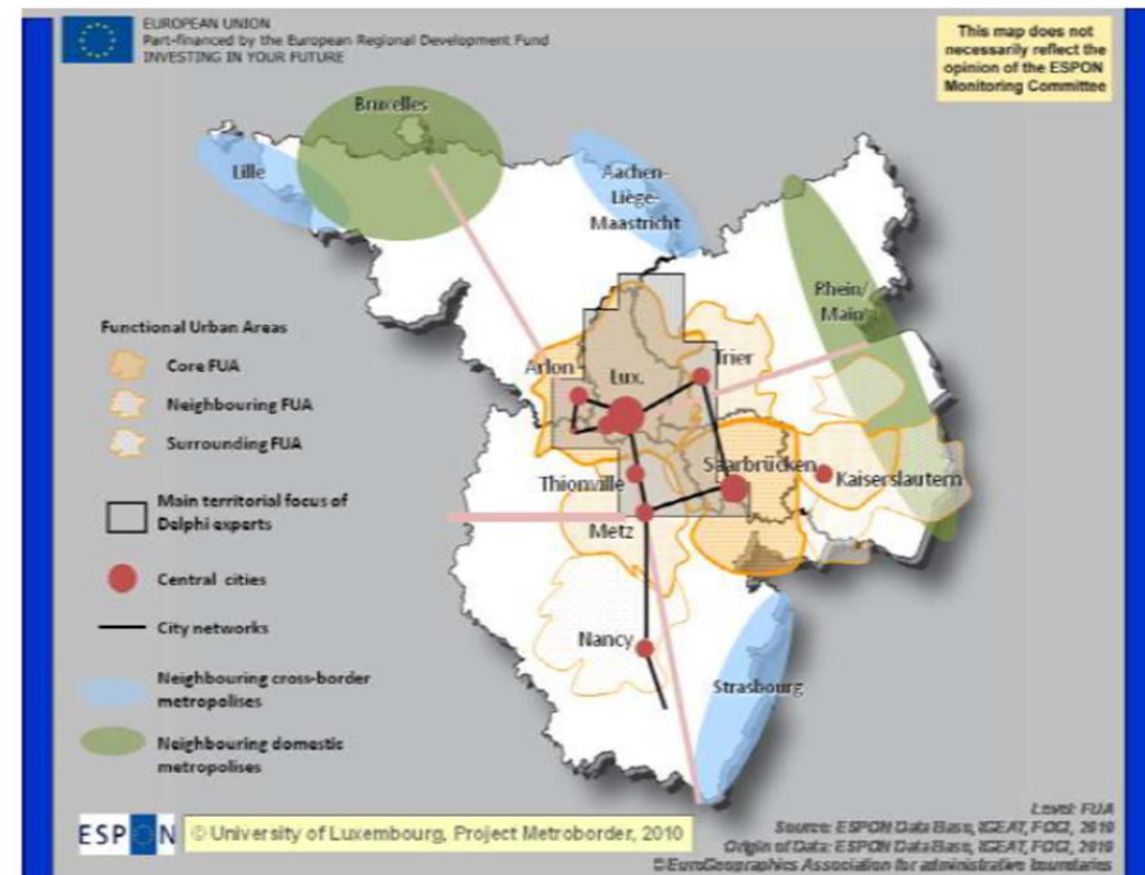 EUROPEAN UNION
Part-financed by the European Regional Development Fund
INVESTING IN YOUR FUTURE
This map does not
necessarily reflect the
opinion of the ESPON
Monitoring Committee
Bruxelles
Lille
Aachen-
Liège-
Maastricht
Rhein/
Main
Functional Urban Areas
Core FUA
Neighbouring FUA
Surrounding FUA
Main territorial focus of
Delphi experts
Central cities
City networks
Neighbouring cross-border
metropolises
Neighbouring domestic
metropolises
Arlon
Lux.
Trier
Thionville
Saarbrücken
Kaiserslautern
Metz
Nancy
Strasbourg
ESPON
© University of Luxembourg, Project Metroborder, 2010
Level: FUA
Source: ESPON Data Base, IGEAT, FOCI, 2010
Origin of Data: ESPON Data Base, IGEAT, FOCI, 2010
© EuroGeographics Association for administrative boundaries